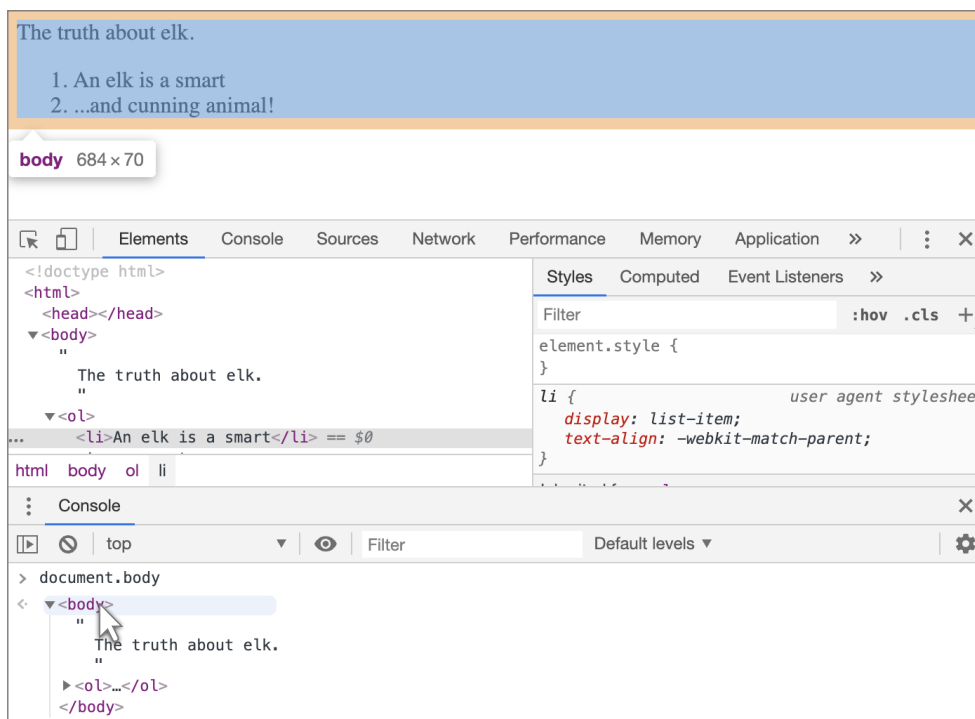 The truth about elk.
1. An elk is a smart
2. ...and cunning animal!
body 684 × 70
Elements Console Sources Network Performance Memory Application »
<!doctype html>
<html>
<head></head>
▼<body>
"
The truth about elk.
"
▼<ol>
... <li>An elk is a smart</li> == $0
html body ol li
Styles Computed Event Listeners »
Filter :hov .cls +
element.style {
}
li { user agent styleshee
display: list-item;
text-align: -webkit-match-parent;
}
Console
top ▼ Filter Default levels ▼
> document.body
▼<body>
"
The truth about elk.
"
▶<ol>…</ol>
</body>